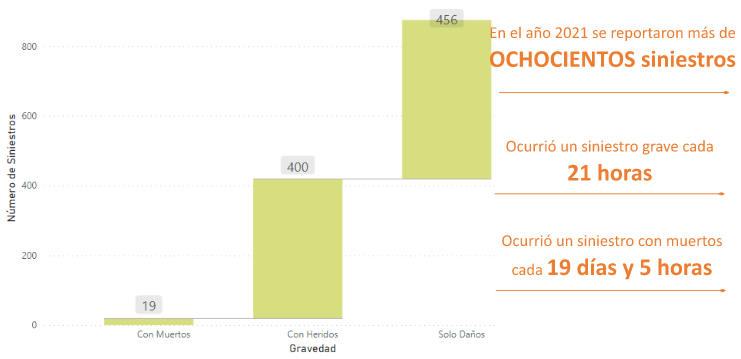 456
En el año 2021 se reportaron más de
OCHOCIENTOS siniestros
800
600
Ocurrió un siniestro grave cada
21 horas
400
400
Ocurrió un siniestro con muertos
cada 19 días y 5 horas
200
19
0
Con Muertos
Con Heridos
Solo Daños
Gravedad
Número de Siniestros